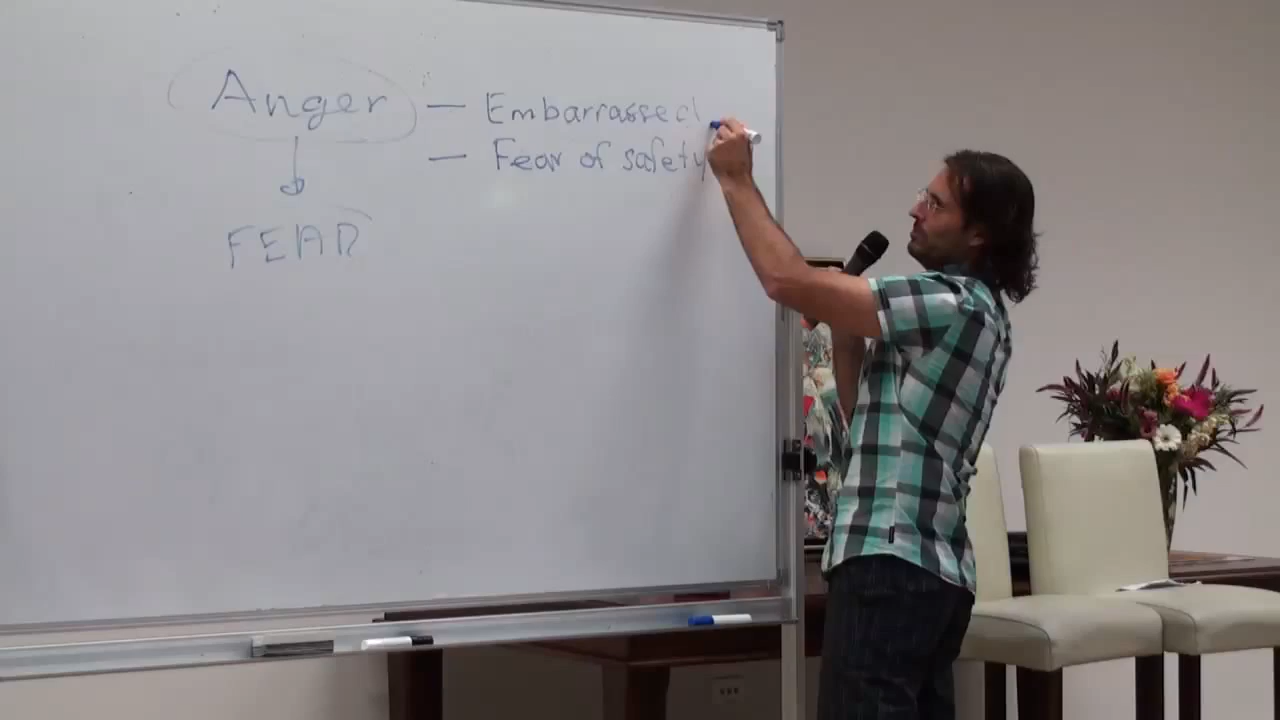 Anger — Embarrassed
— Fear of safety
FEAR